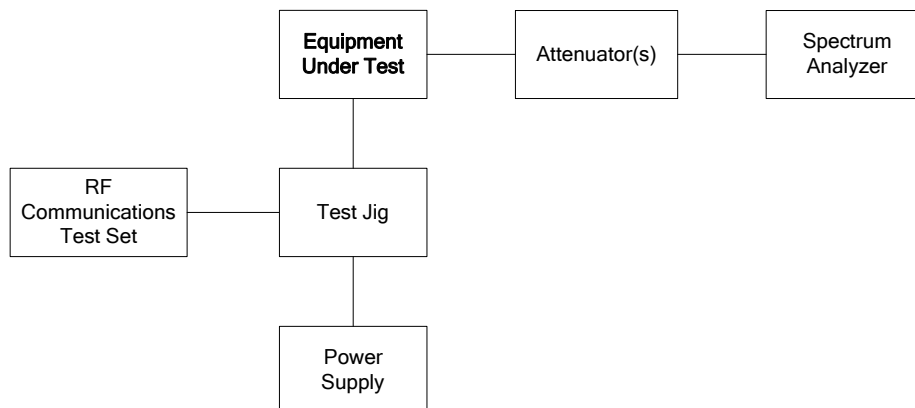 Equipment
Under Test
Attenuator(s)
Spectrum
Analyzer
RF
Communications
Test Set
Test Jig
Power
Supply